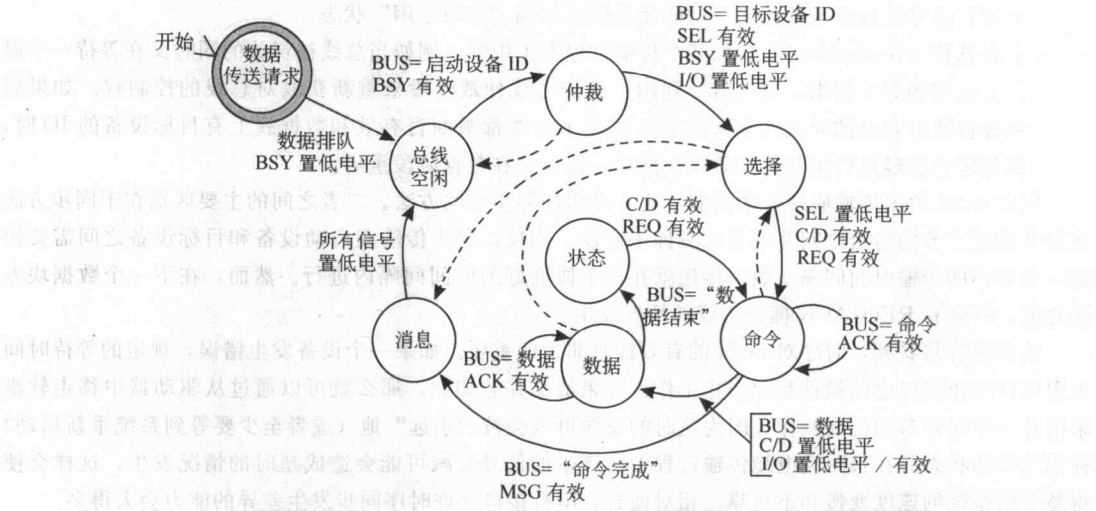 开始
数据
传送请求
BUS= 启动设备 ID
BSY 有效
仲裁
BUS= 目标设备 ID
SEL 有效
BSY 置低电平
I/O 置低电平
数据排队
BSY 置低电平
总线
空闲
选择
所有信号
置低电平
状态
C/D 有效
REQ 有效
SEL 置低电平
C/D 有效
REQ 有效
消息
BUS= “数
据结束”
命令
BUS= 命令
ACK 有效
BUS= 数据
ACK 有效
数据
BUS= 数据
C/D 置低电平
I/O 置低电平 / 有效
BUS= “命令完成”
MSG 有效